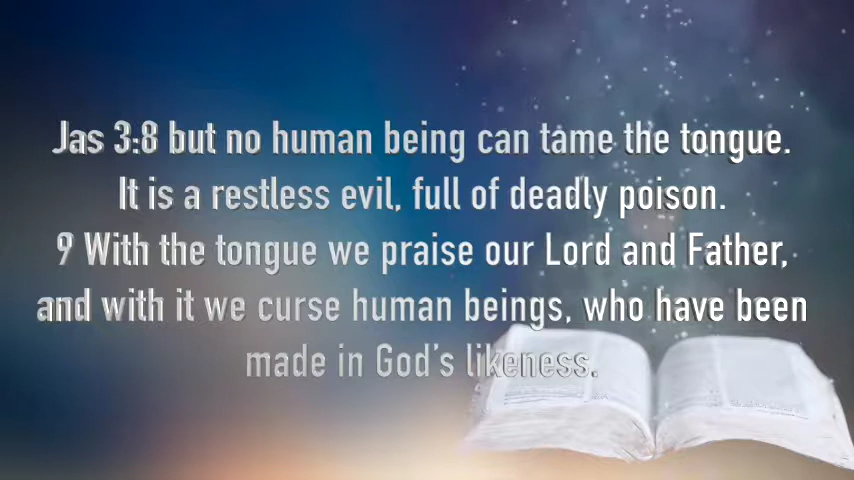 Jas 3:8 but no human being can tame the tongue.
It is a restless evil, full of deadly poison.
9 With the tongue we praise our Lord and Father,
and with it we curse human beings, who have been
made in God’s likeness.